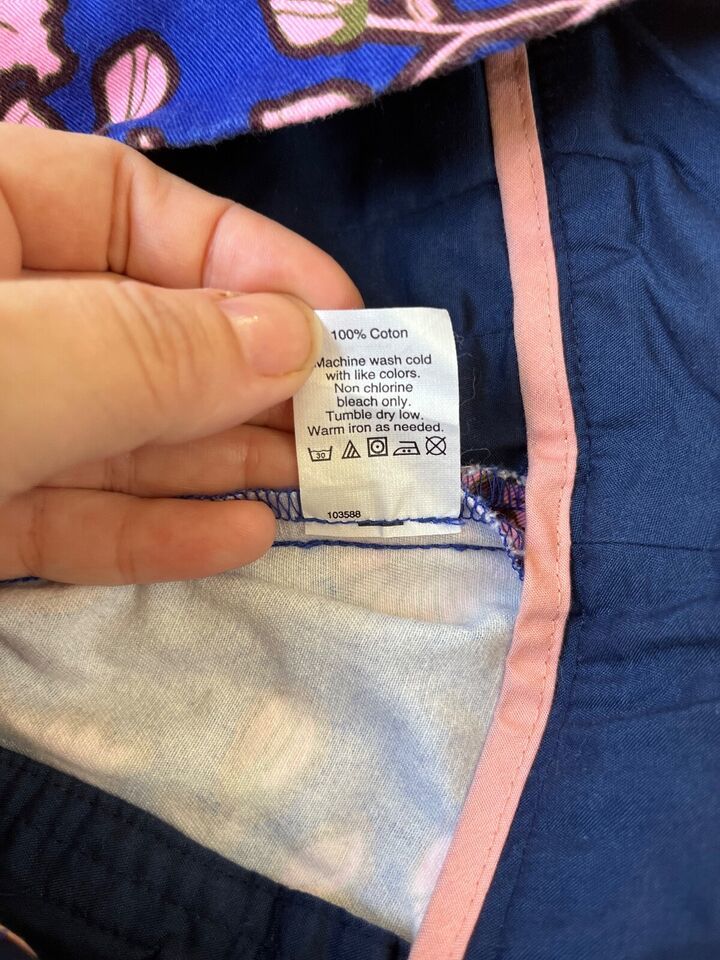 100% Coton
Machine wash cold
with like colors.
Non chlorine
bleach only.
Tumble dry low.
Warm iron as needed.
30
103588